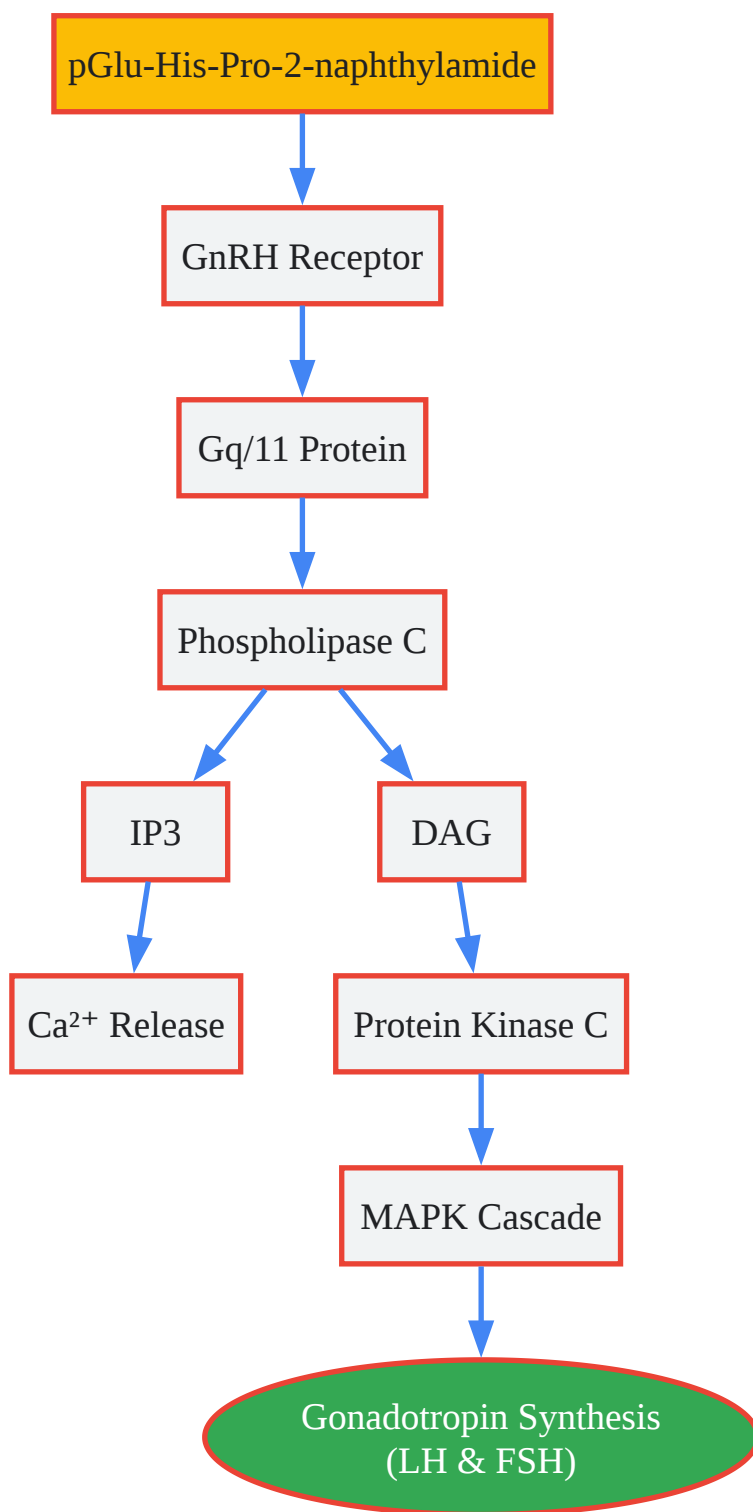 pGlu-His-Pro-2-naphthylamide
GnRH Receptor
Gq/11 Protein
Phospholipase C
IP3
DAG
Ca²⁺ Release
Protein Kinase C
MAPK Cascade
Gonadotropin Synthesis
(LH & FSH)